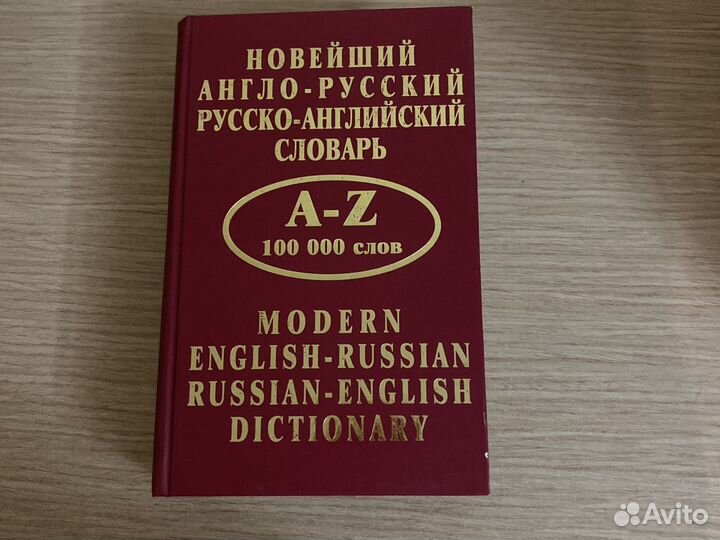 НОВЕЙШИЙ
АНГЛО-РУССКИЙ
РУССКО-АНГЛИЙСКИЙ
СЛОВАРЬ
A-Z
100 000 слов
MODERN
ENGLISH-RUSSIAN
RUSSIAN-ENGLISH
DICTIONARY
Avito